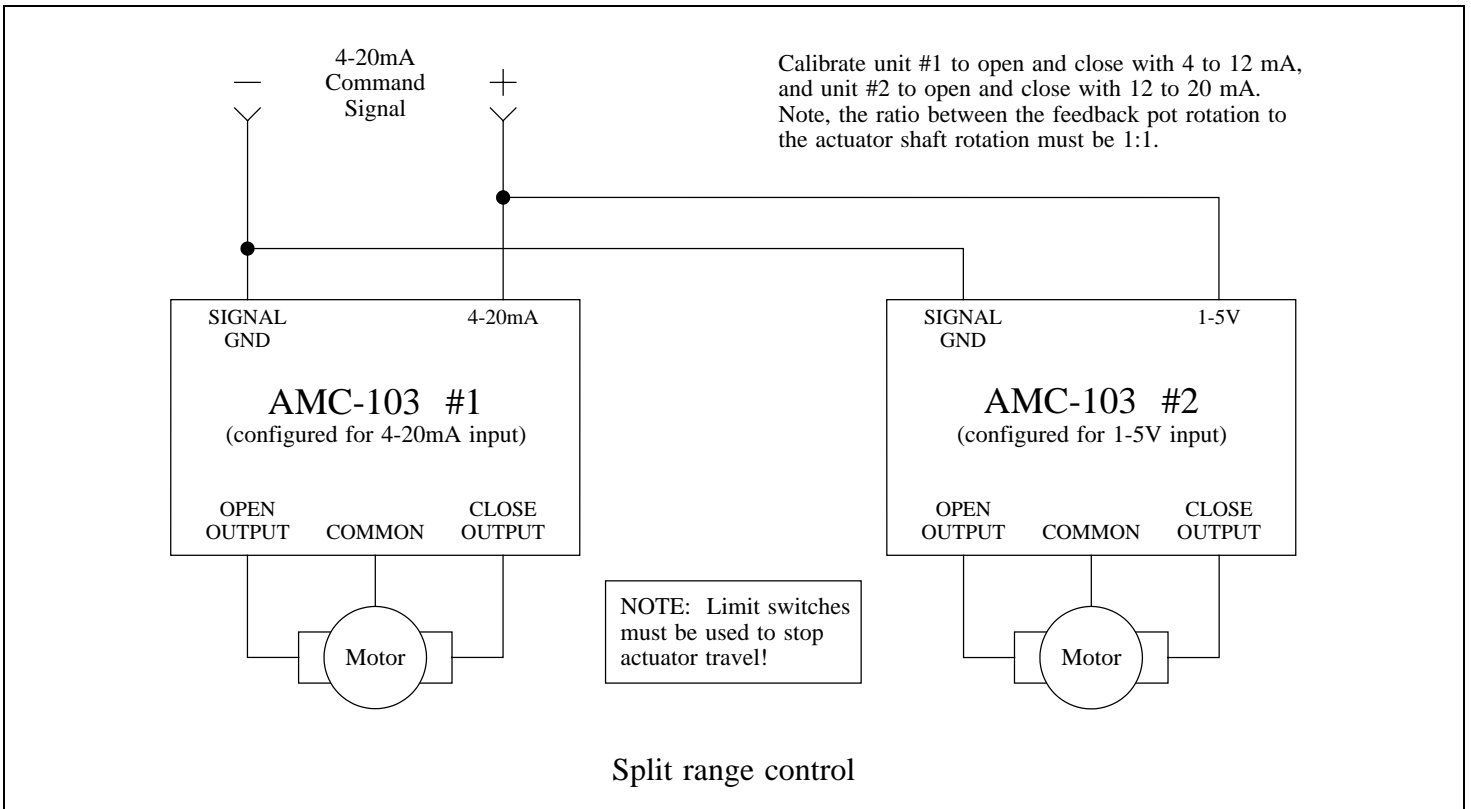 4-20mA
Command
Signal
Calibrate unit #1 to open and close with 4 to 12 mA,
and unit #2 to open and close with 12 to 20 mA.
Note, the ratio between the feedback pot rotation to
the actuator shaft rotation must be 1:1.
SIGNAL
GND
4-20mA
AMC-103 #1
(configured for 4-20mA input)
OPEN
OUTPUT
COMMON
CLOSE
OUTPUT
Motor
SIGNAL
GND
1-5V
AMC-103 #2
(configured for 1-5V input)
OPEN
OUTPUT
COMMON
CLOSE
OUTPUT
Motor
NOTE: Limit switches
must be used to stop
actuator travel!
Split range control